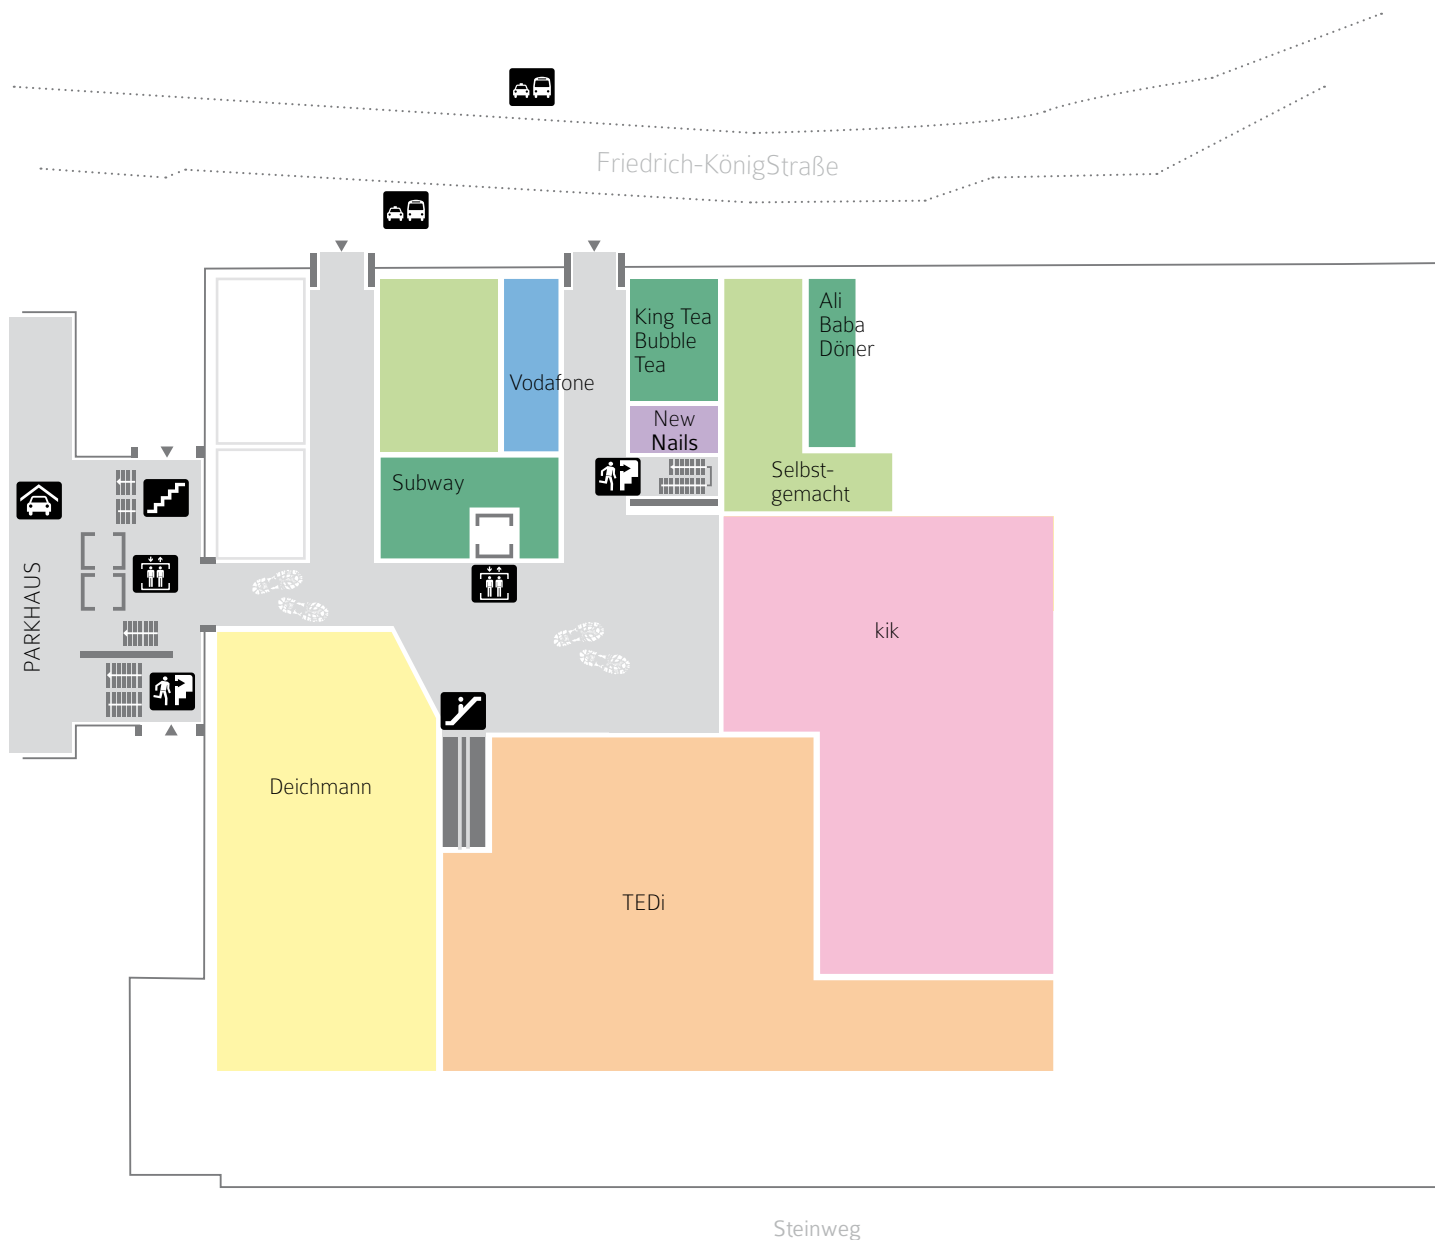 Friedrich-KönigStraße
King Tea
Bubble
Tea
Ali
Baba
Döner
Vodafone
New
Nails
Subway
Selbst-
gemacht
PARKHAUS
kik
Deichmann
TEDi
Steinweg